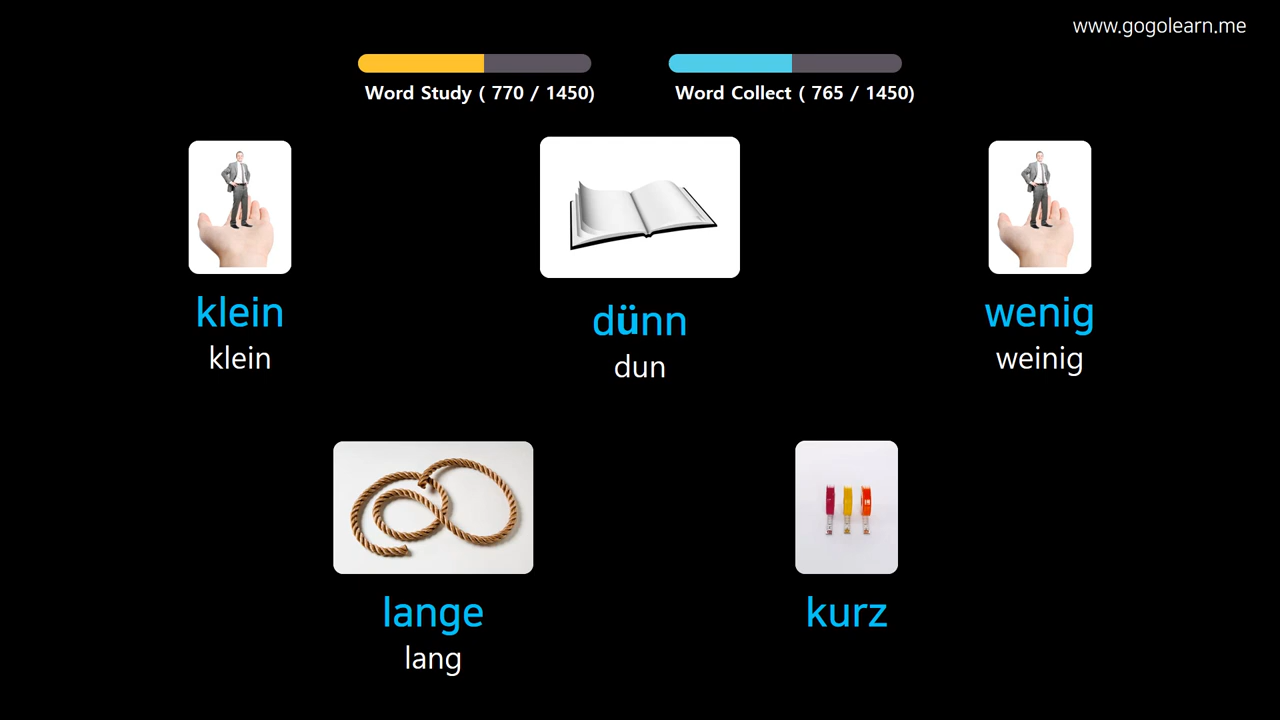 www.gogolearn.me
Word Study ( 770 / 1450)
Word Collect ( 765 / 1450)
klein
klein
dünn
dun
wenig
weinig
lange
lang
kurz